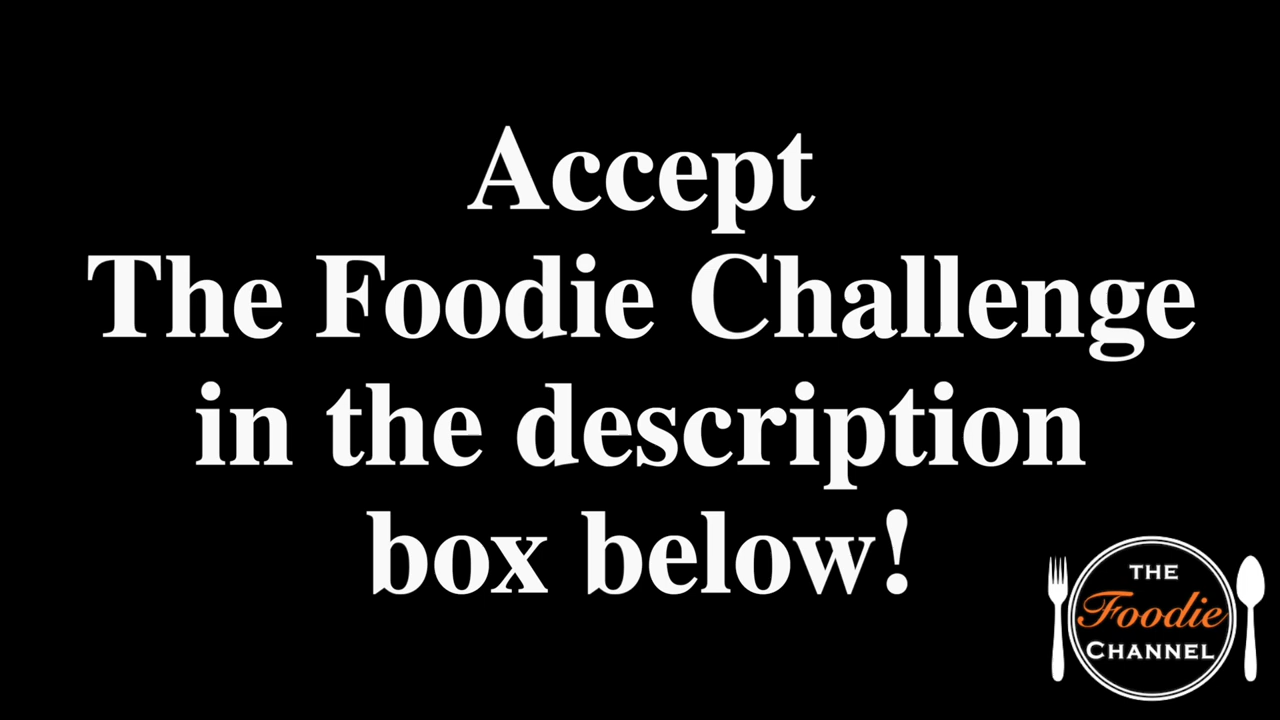 Accept
The Foodie Challenge
in the description
box below!
THE
Foodie
CHANNEL